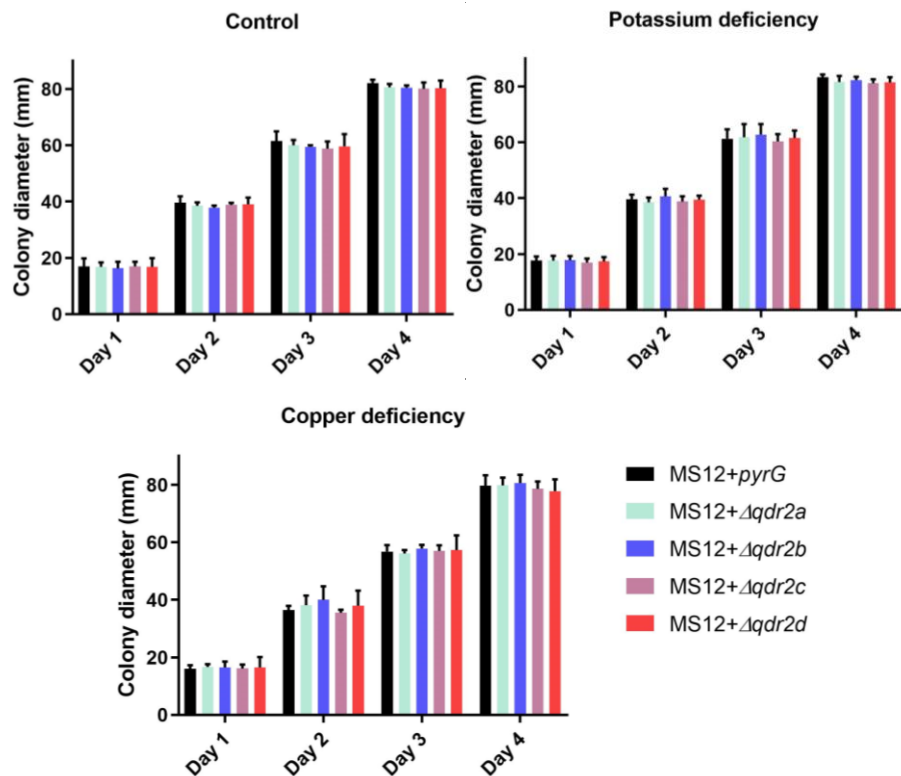 Control
Colony diameter (mm)
80
60
40
20
0
Day 1
Day 2
Day 3
Day 4
Potassium deficiency
Colony diameter (mm)
80
60
40
20
0
Day 1
Day 2
Day 3
Day 4
Copper deficiency
Colony diameter (mm)
80
60
40
20
0
Day 1
Day 2
Day 3
Day 4
MS12+pyrG
MS12+Δqdr2a
MS12+Δqdr2b
MS12+Δqdr2c
MS12+Δqdr2d